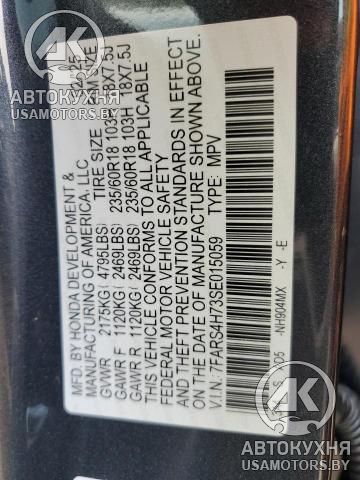 MFD. BY HONDA DEVELOPMENT &
MANUFACTURING OF AMERICA, LLC
TIRE SIZE
GVWR 2175KG ( 4795LBS)
GAWR F 1120KG ( 2469LBS) 235/60R18 103H 18X7.5J
GAWR R 1120KG ( 2469LBS) 235/60R18 103H 18X7.5J
THIS VEHICLE CONFORMS TO ALL APPLICABLE
FEDERAL MOTOR VEHICLE SAFETY
AND THEFT PREVENTION STANDARDS IN EFFECT
ON THE DATE OF MANUFACTURE SHOWN ABOVE.
V.I.N: 7FARS4H73SE015059 TYPE: MPV
-NH904MX -Y -E
АК
АВТОКУХНЯ
USAMOTORS.BY
АК
АВТОКУХНЯ
USAMOTORS.BY